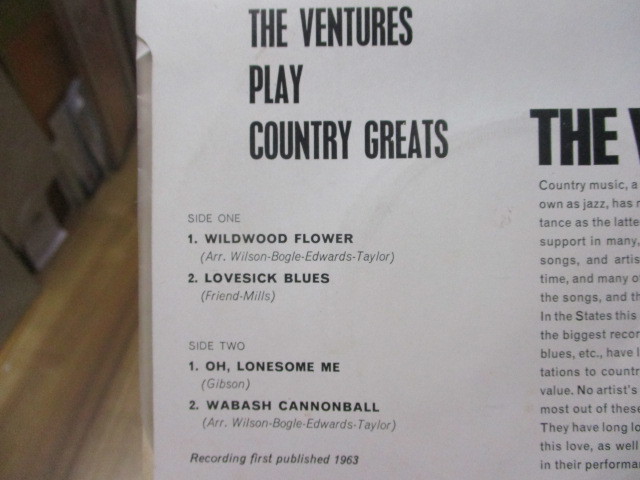 THE VENTURES
PLAY
COUNTRY GREATS
SIDE ONE
1. WILDWOOD FLOWER
(Arr. Wilson-Bogle-Edwards-Taylor)
2. LOVESICK BLUES
(Friend-Mills)
SIDE TWO
1. OH, LONESOME ME
(Gibson)
2. WABASH CANNONBALL
(Arr. Wilson-Bogle-Edwards-Taylor)
Recording first published 1963
THE
Country music, a
own as jazz, has
tance as the latte
support in many,
songs, and artis
time, and many o
the songs, and th
In the States this
the biggest recor
blues, etc., have
tations to countr
value. No artist's
most out of these
They have long lo
this love, as well
in their performa